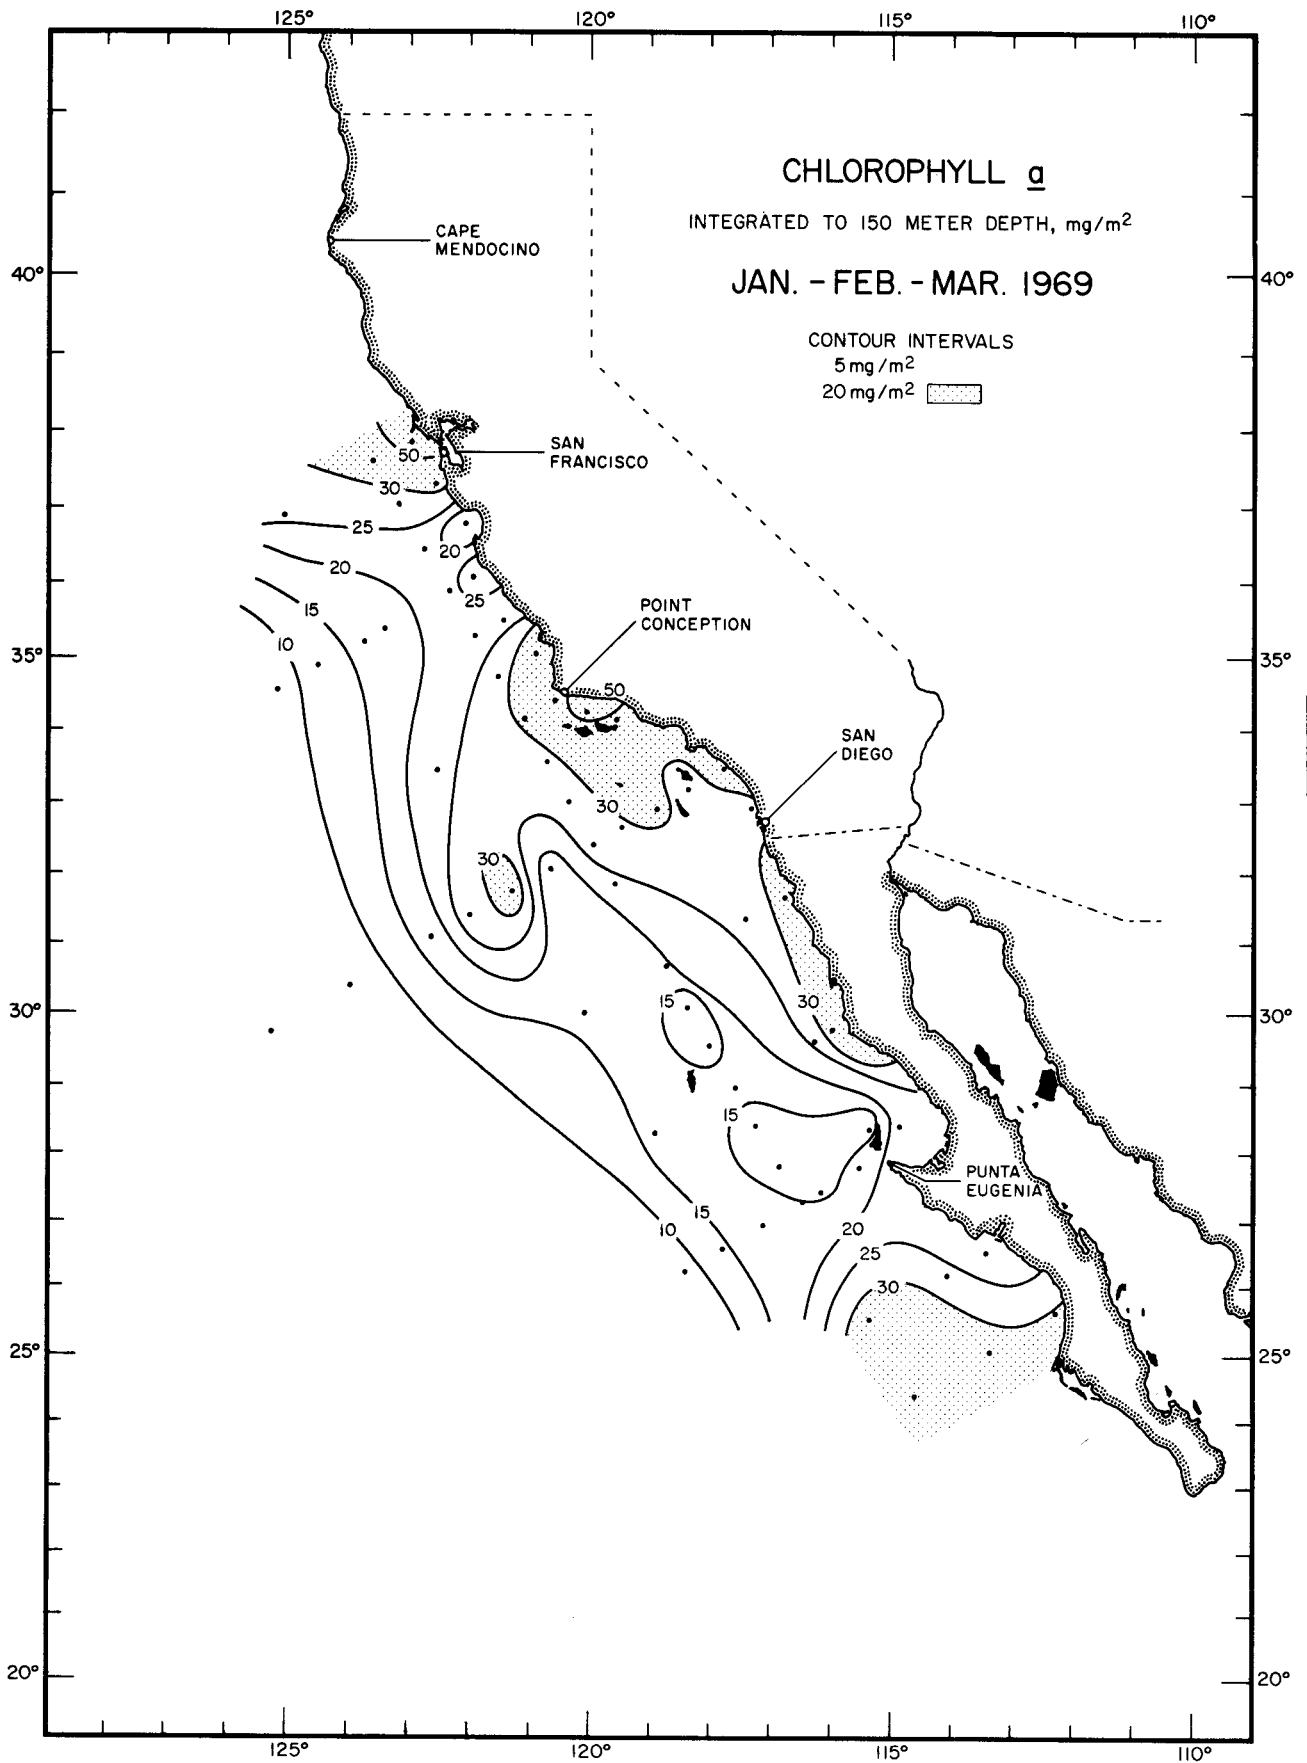 125° 120° 115° 110°
CHLOROPHYLL a
INTEGRATED TO 150 METER DEPTH, mg/m²
JAN. - FEB. - MAR. 1969
CONTOUR INTERVALS
5 mg/m²
20 mg/m²
CAPE
MENDOCINO
40° 40°
SAN
FRANCISCO
50
30
25
20
20
25
15
10
POINT
CONCEPTION
35° 35°
50
SAN
DIEGO
30
30
30
15
30° 30°
15
PUNTA
EUGENIA
15
10
20
25
30
25° 25°
20° 20°
125° 120° 115° 110°